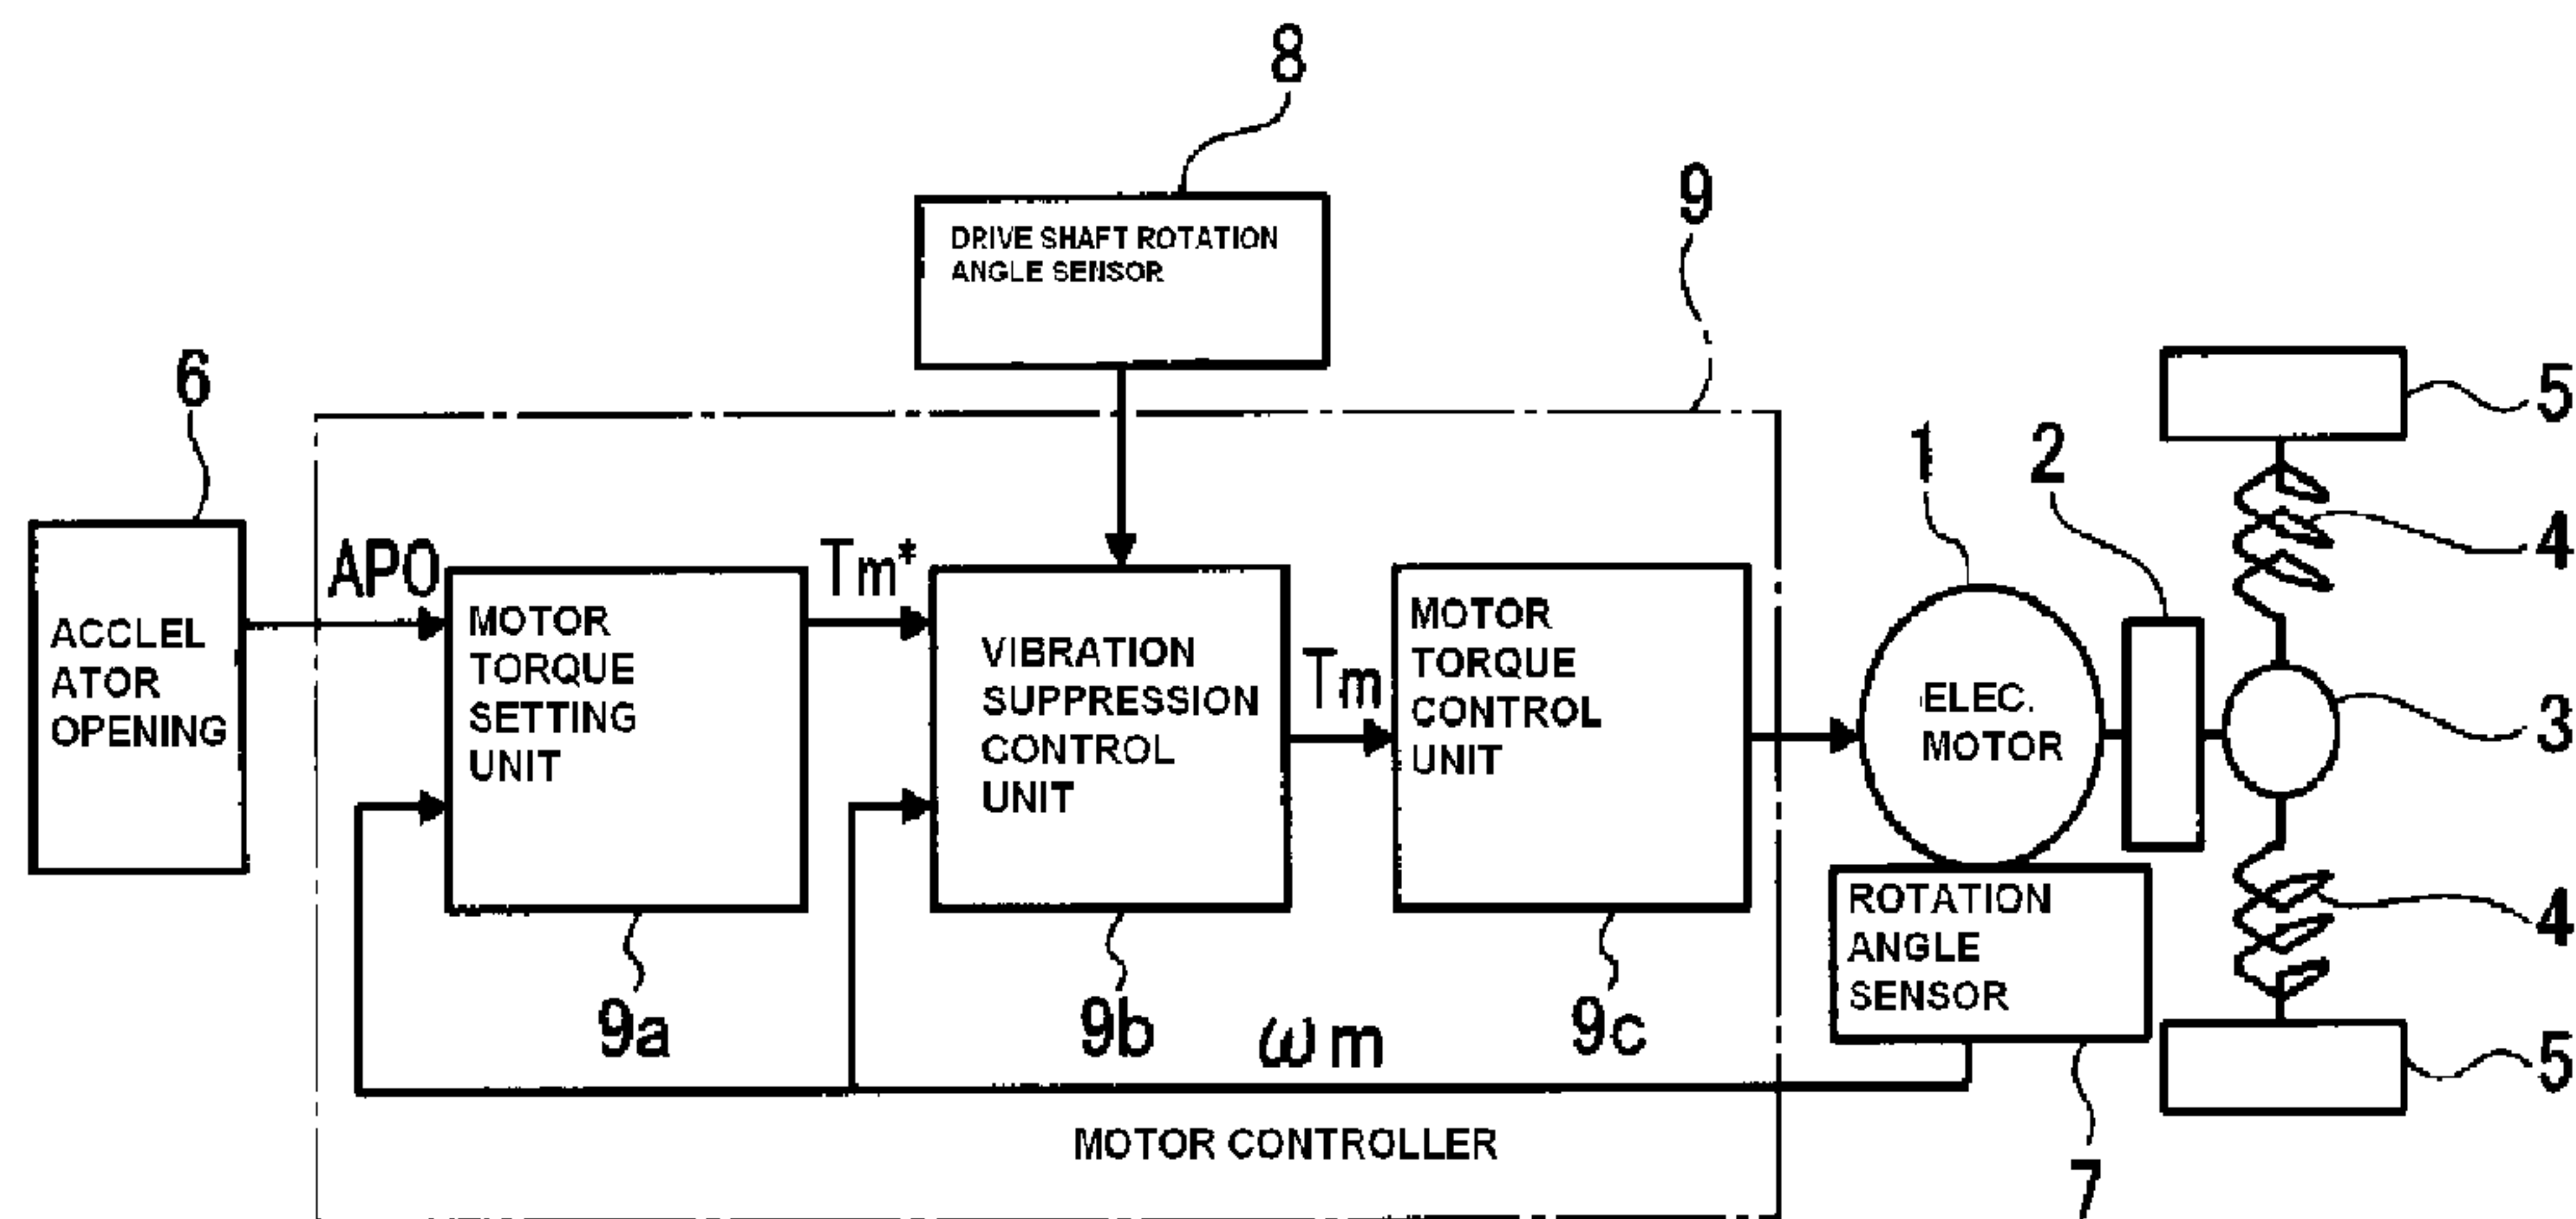 8
DRIVE SHAFT ROTATION
ANGLE SENSOR
9
6
ACCLEL
ATOR
OPENING
APO
MOTOR
TORQUE
SETTING
UNIT
9a
Tm*
VIBRATION
SUPPRESSION
CONTROL
UNIT
9b
Tm
MOTOR
TORQUE
CONTROL
UNIT
9c
ωm
MOTOR CONTROLLER
1
ELEC.
MOTOR
2
ROTATION
ANGLE
SENSOR
7
5
4
3
4
5